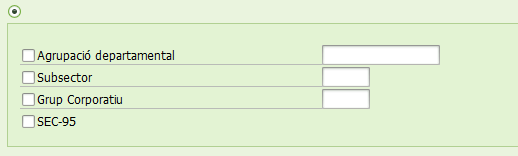 Agrupació departamental
Subsector
Grup Corporatiu
SEC-95